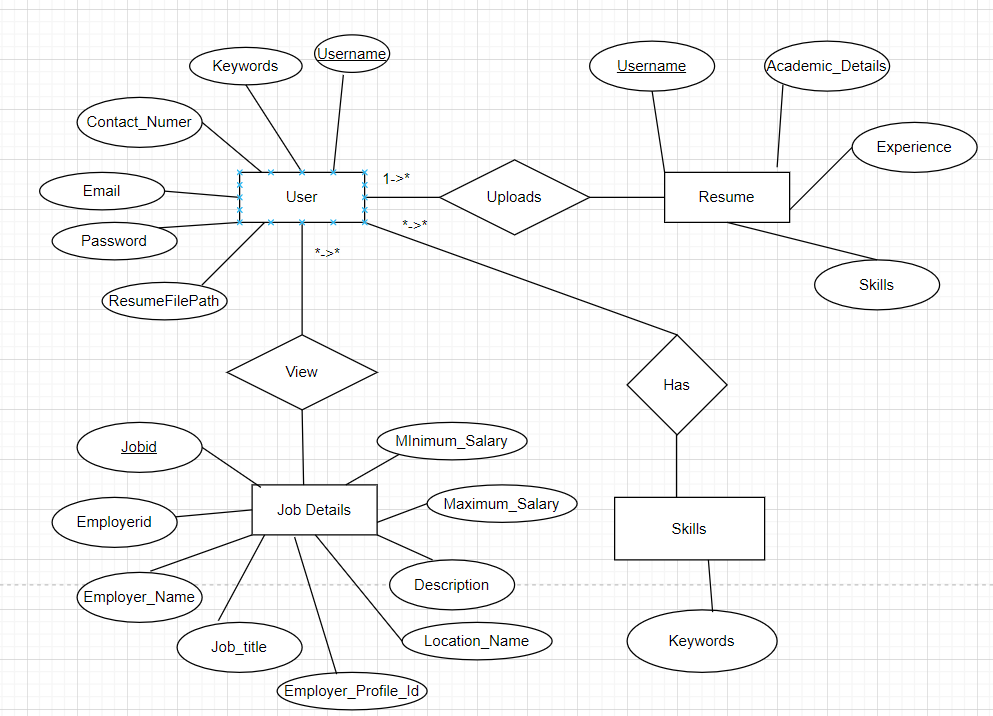 Username
Keywords
Username
Academic_Details
Contact_Numer
Experience
1->*
Email
User
Uploads
Resume
*->*
Password
*->*
Skills
ResumeFilePath
View
Has
MInimum_Salary
Jobid
Maximum_Salary
Job Details
Employerid
Skills
Description
Employer_Name
Location_Name
Keywords
Job_title
Employer_Profile_Id